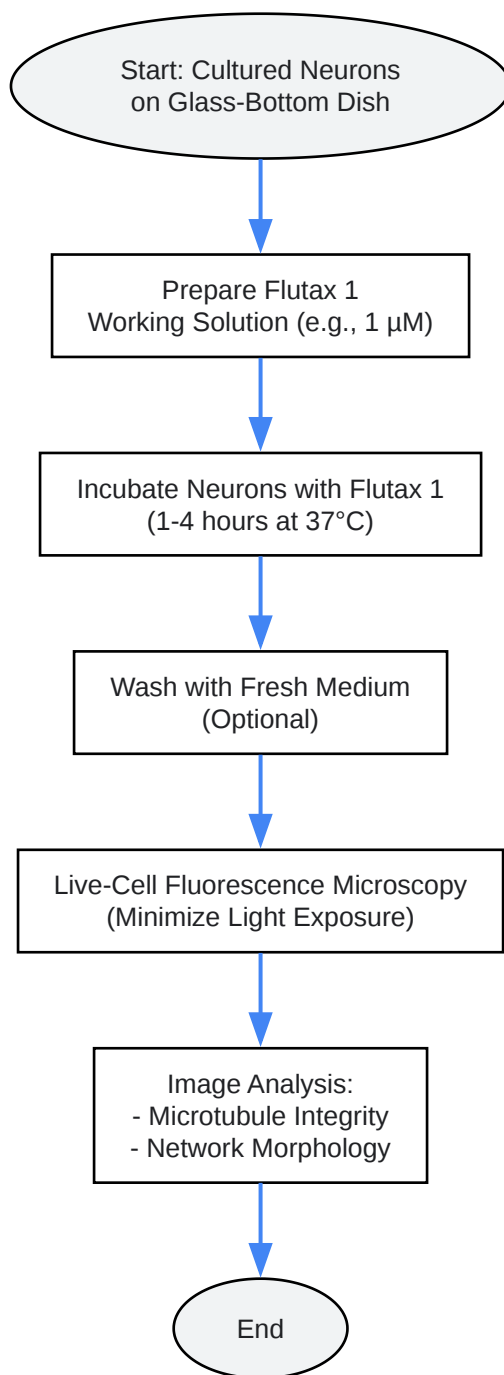 Start: Cultured Neurons
on Glass-Bottom Dish
Prepare Flutax 1
Working Solution (e.g., 1 µM)
Incubate Neurons with Flutax 1
(1-4 hours at 37°C)
Wash with Fresh Medium
(Optional)
Live-Cell Fluorescence Microscopy
(Minimize Light Exposure)
Image Analysis:
- Microtubule Integrity
- Network Morphology
End